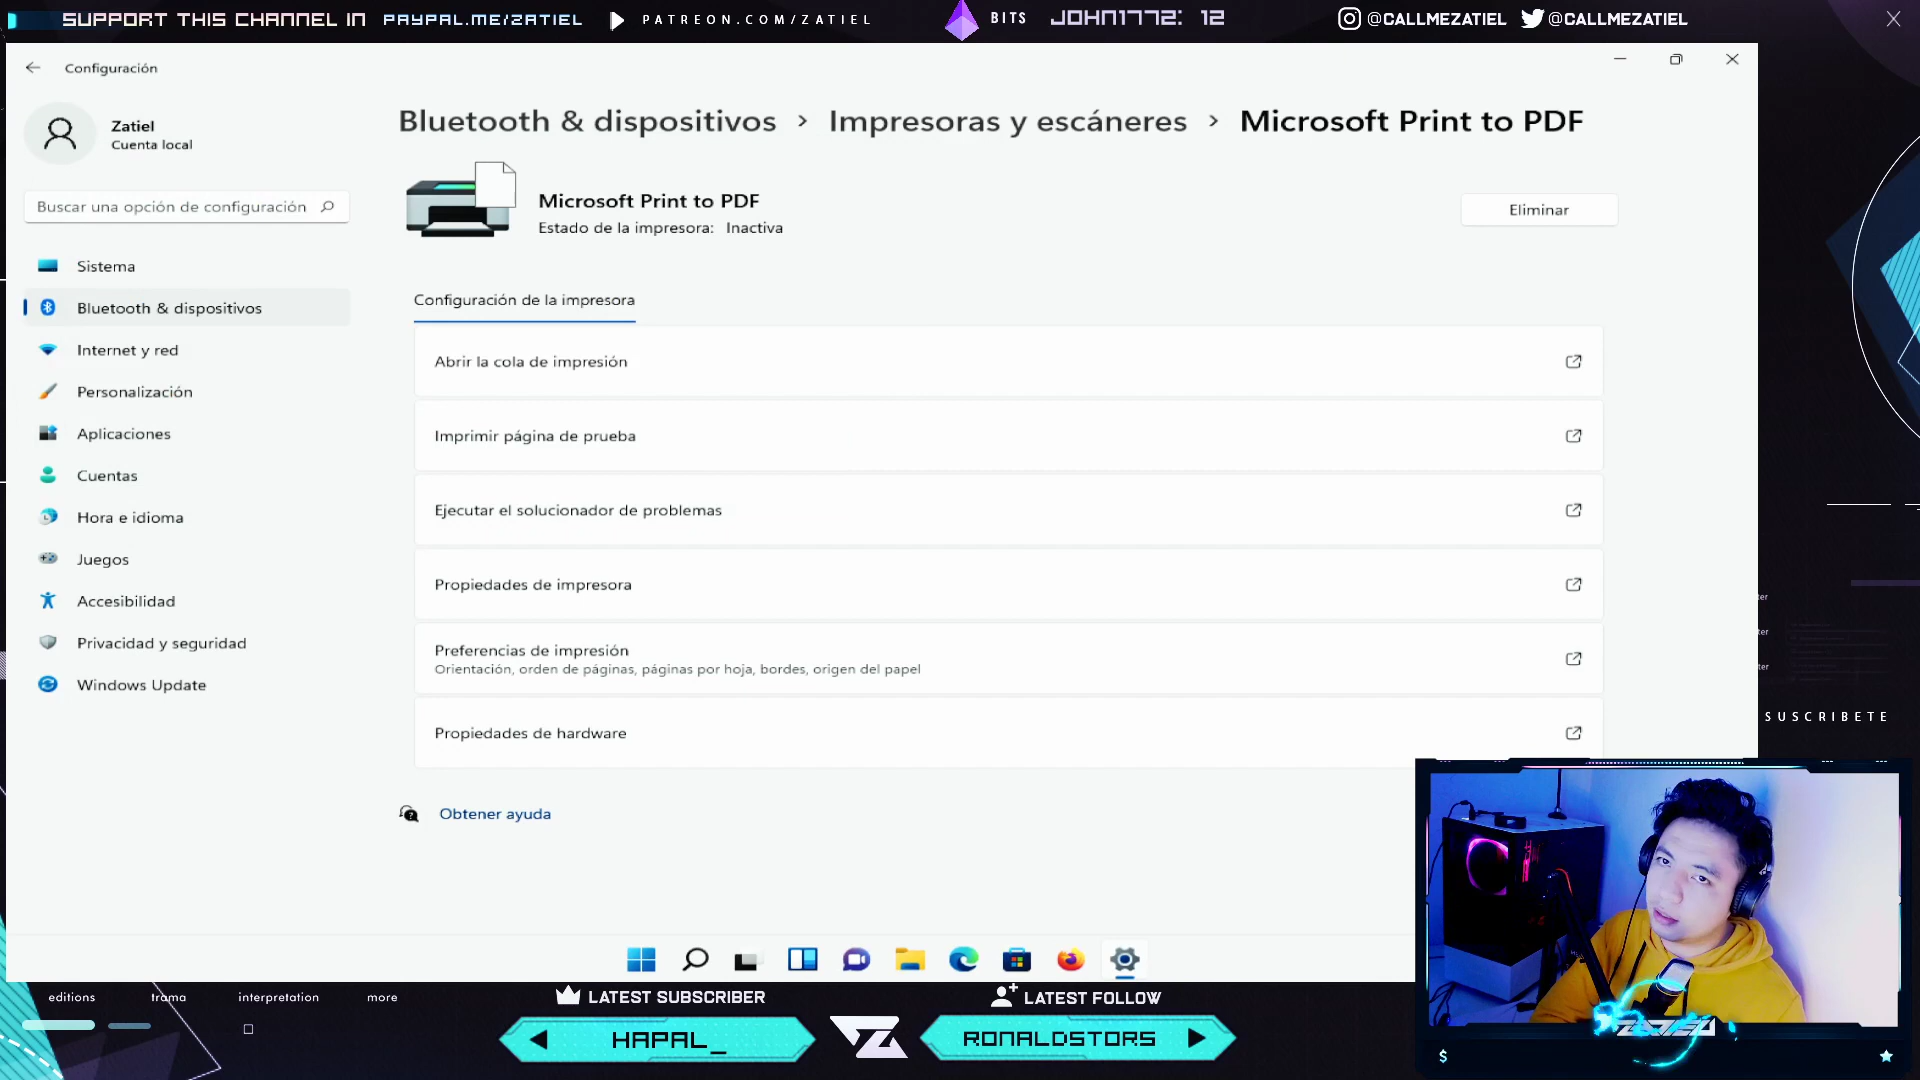 SUPPORT THIS CHANNEL IN PAYPAL.ME/ZATIEL PATREON.COM/ZATIEL BITS JOHN1772: 12 @CALLMEZATIEL @CALLMEZATIEL
Configuración
Zatiel
Cuenta local
Buscar una opción de configuración
Sistema
Bluetooth & dispositivos
Internet y red
Personalización
Aplicaciones
Cuentas
Hora e idioma
Juegos
Accesibilidad
Privacidad y seguridad
Windows Update
Bluetooth & dispositivos › Impresoras y escáneres › Microsoft Print to PDF
Microsoft Print to PDF
Estado de la impresora: Inactiva
Eliminar
Configuración de la impresora
Abrir la cola de impresión
Imprimir página de prueba
Ejecutar el solucionador de problemas
Propiedades de impresora
Preferencias de impresión
Orientación, orden de páginas, páginas por hoja, bordes, origen del papel
Propiedades de hardware
Obtener ayuda
SUSCRIBETE
editions trama interpretation more
LATEST SUBSCRIBER
HAPAL_
LATEST FOLLOW
RONALDSTORS
$